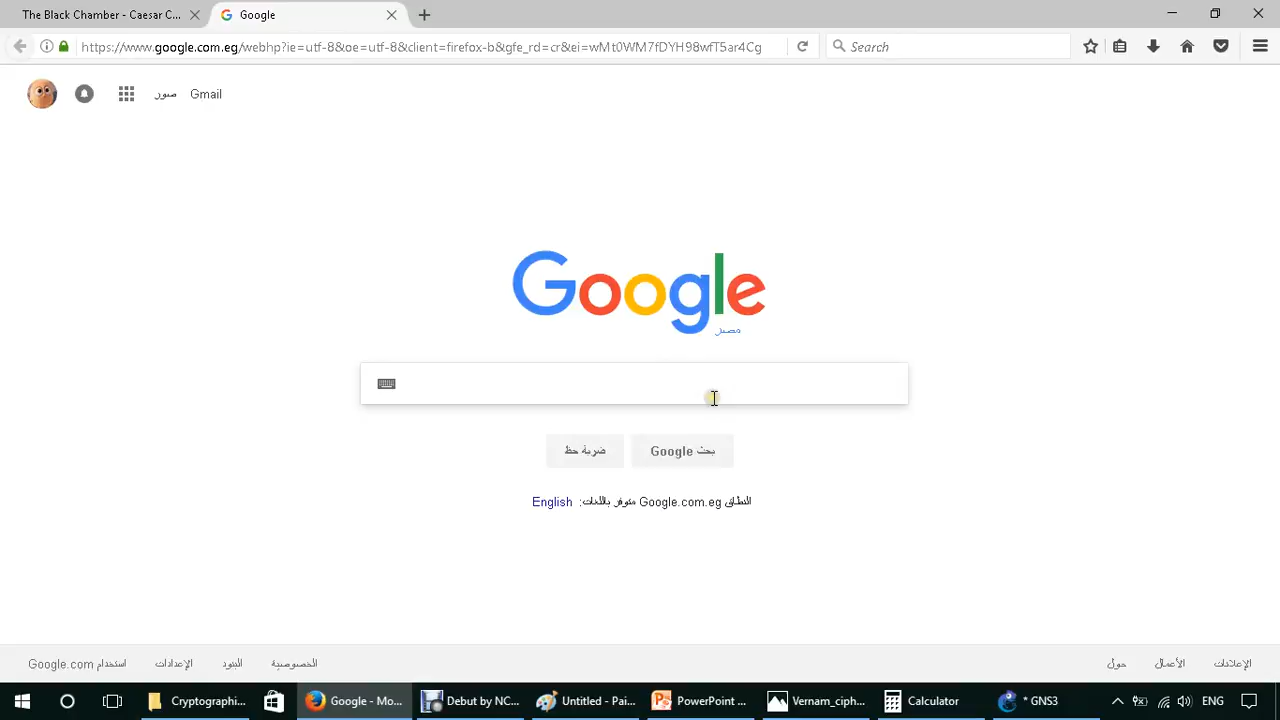 The Black Chamber - Caesar C...
Google
https://www.google.com.eg/webhp?ie=utf-8&oe=utf-8&client=firefox-b&gfe_rd=cr&ei=wMt0WM7fDYH98wfT5ar4Cg
Search
صور
Gmail
Google
مصر
بحث Google
ضربة حظ
النطاق Google.com.eg متوفر باللغات: English
الإعلانات
الأعمال
حول
الخصوصية
البنود
الإعدادات
استخدام Google.com
Cryptographi...
Google - Mo...
Debut by NC...
Untitled - Pai...
PowerPoint ...
Vernam_ciph...
Calculator
* GNS3
ENG